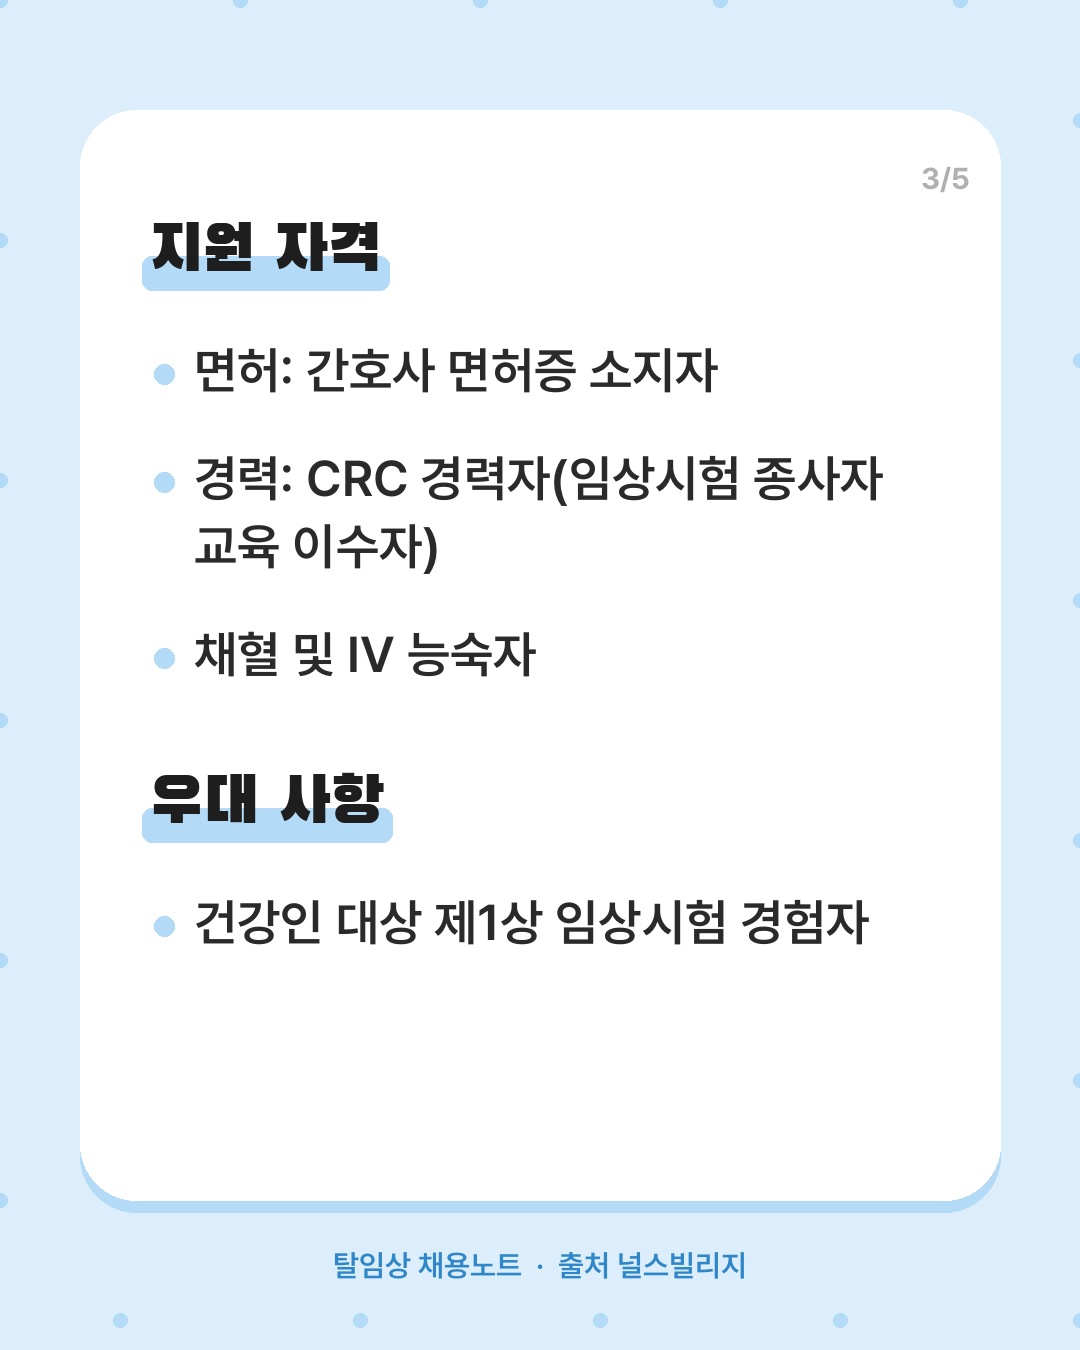 3/5
지원 자격
면허: 간호사 면허증 소지자
경력: CRC 경력자(임상시험 종사자
교육 이수자)
채혈 및 IV 능숙자
우대 사항
건강인 대상 제1상 임상시험 경험자
탈임상 채용노트 · 출처 널스빌리지